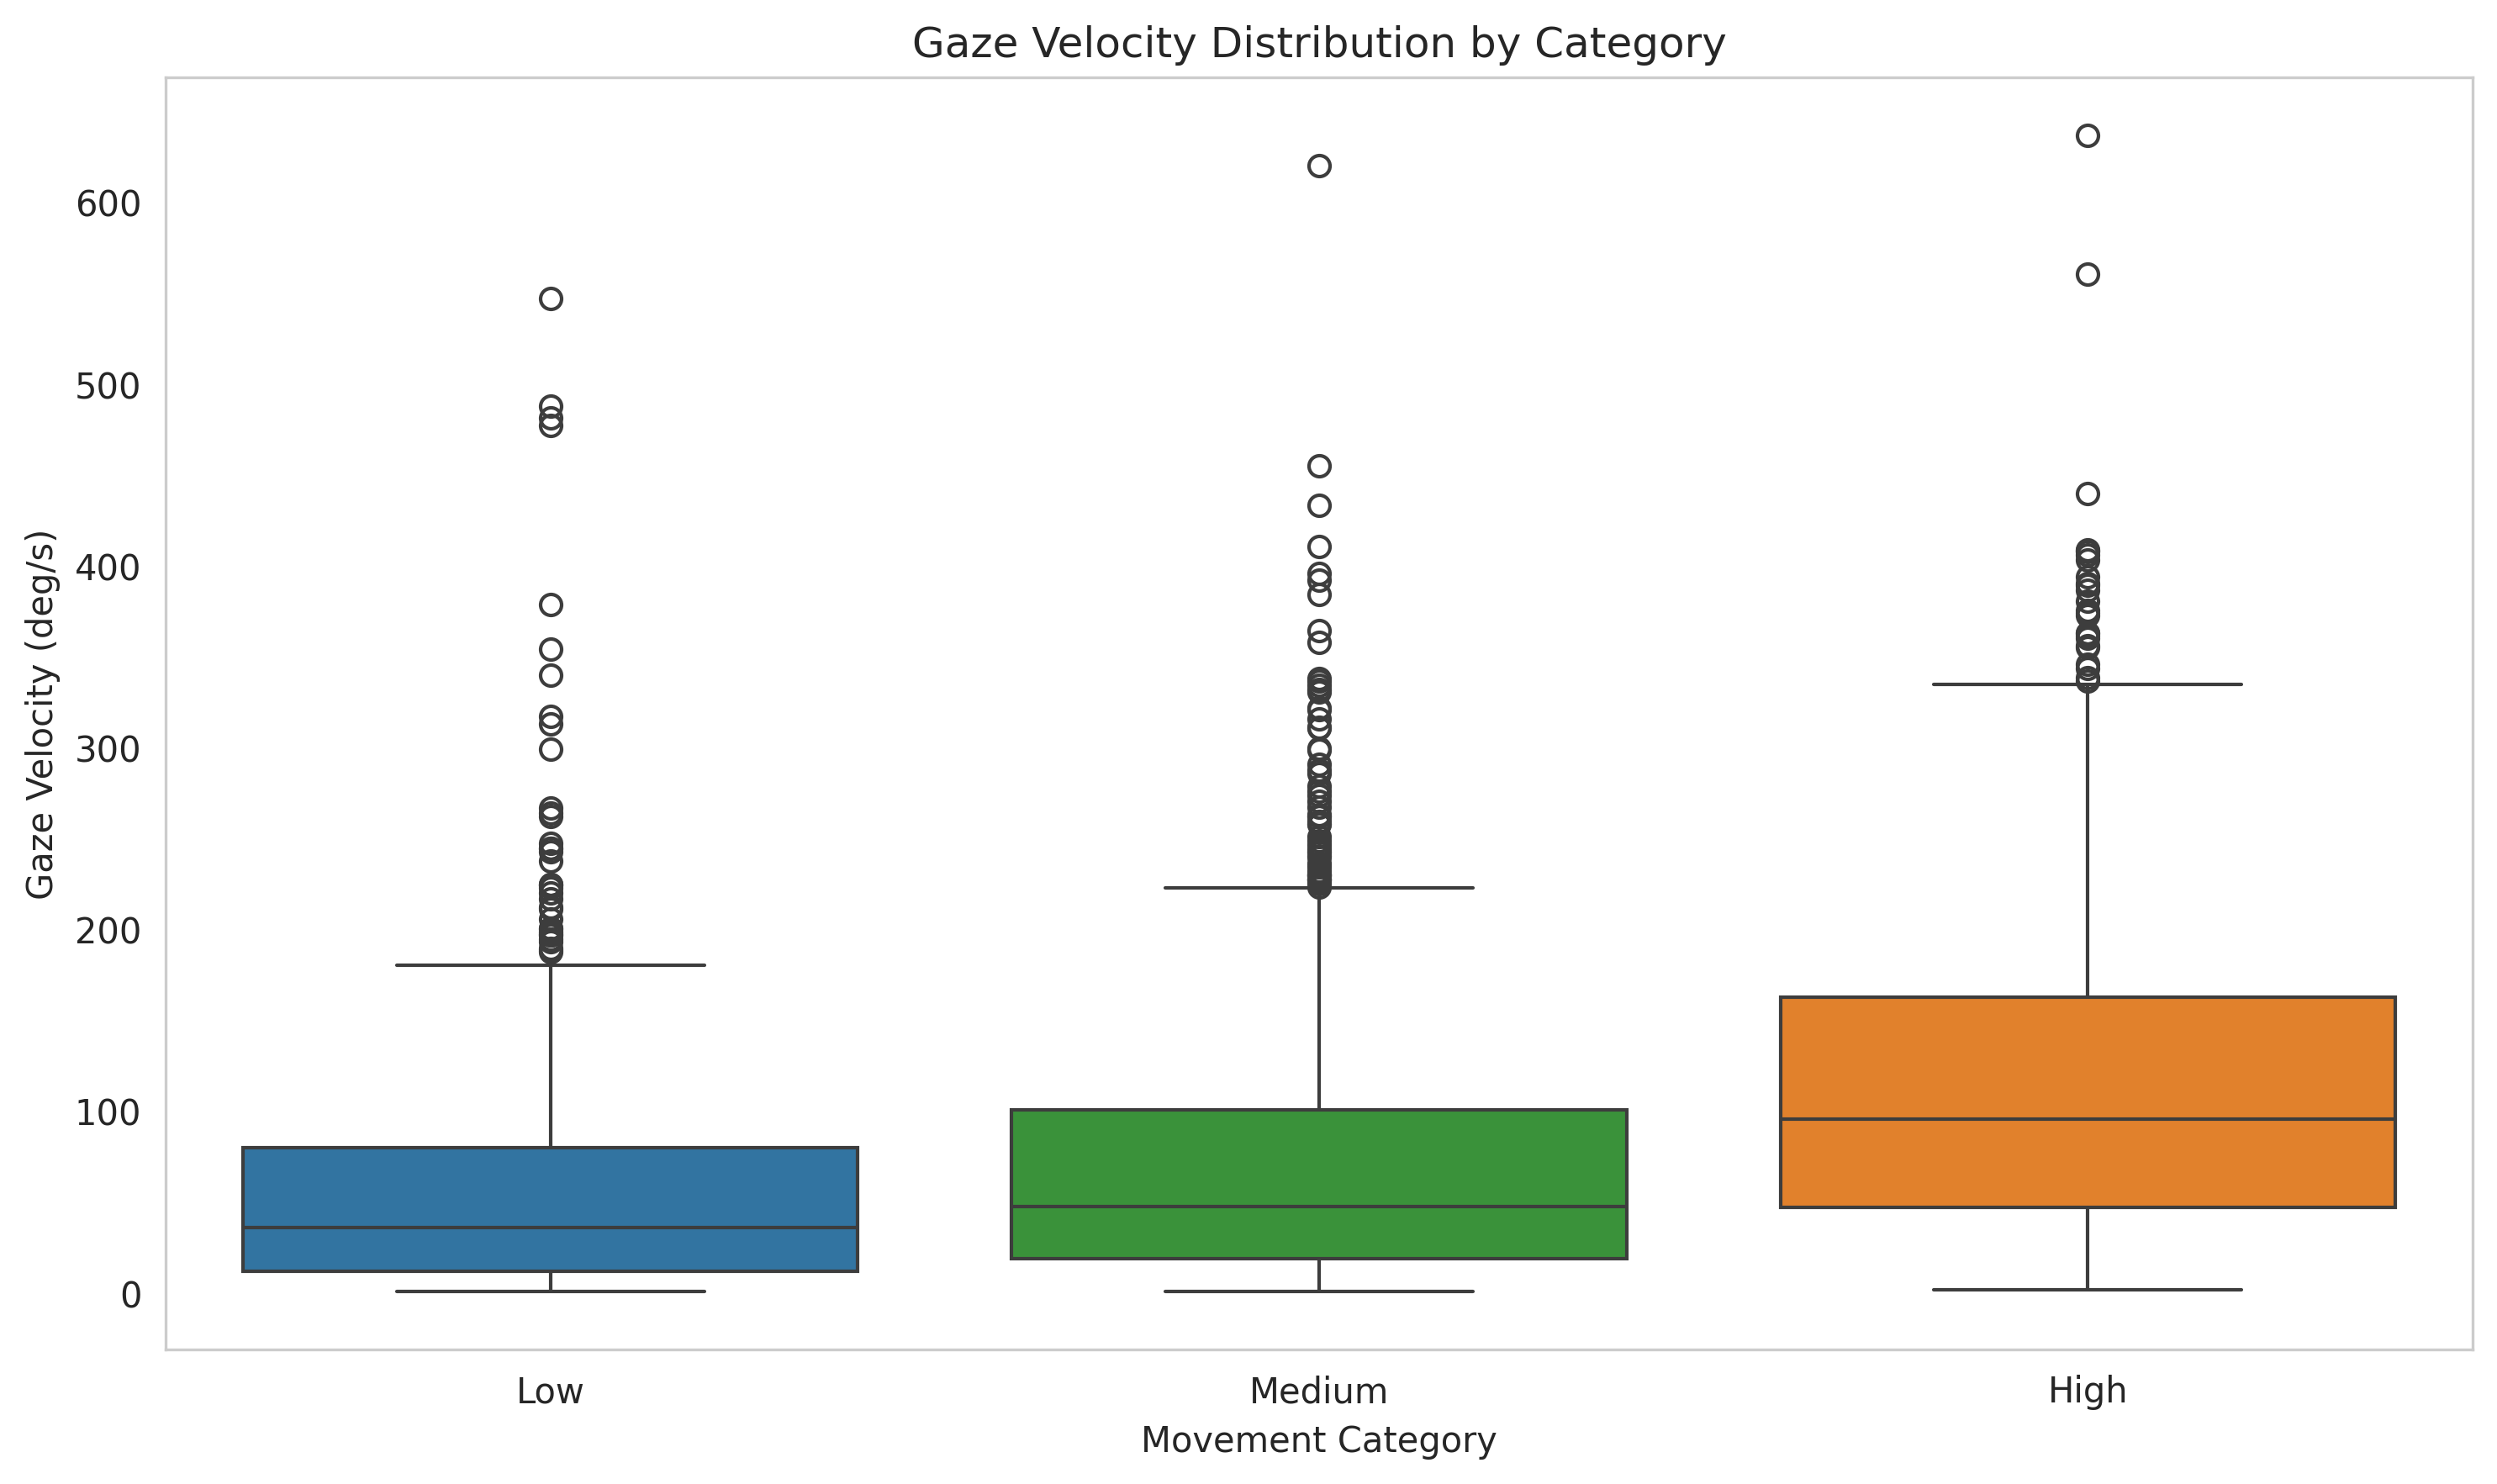 Gaze Velocity Distribution by Category
Gaze Velocity (deg/s)
600
500
400
300
200
100
0
Low
Medium
High
Movement Category